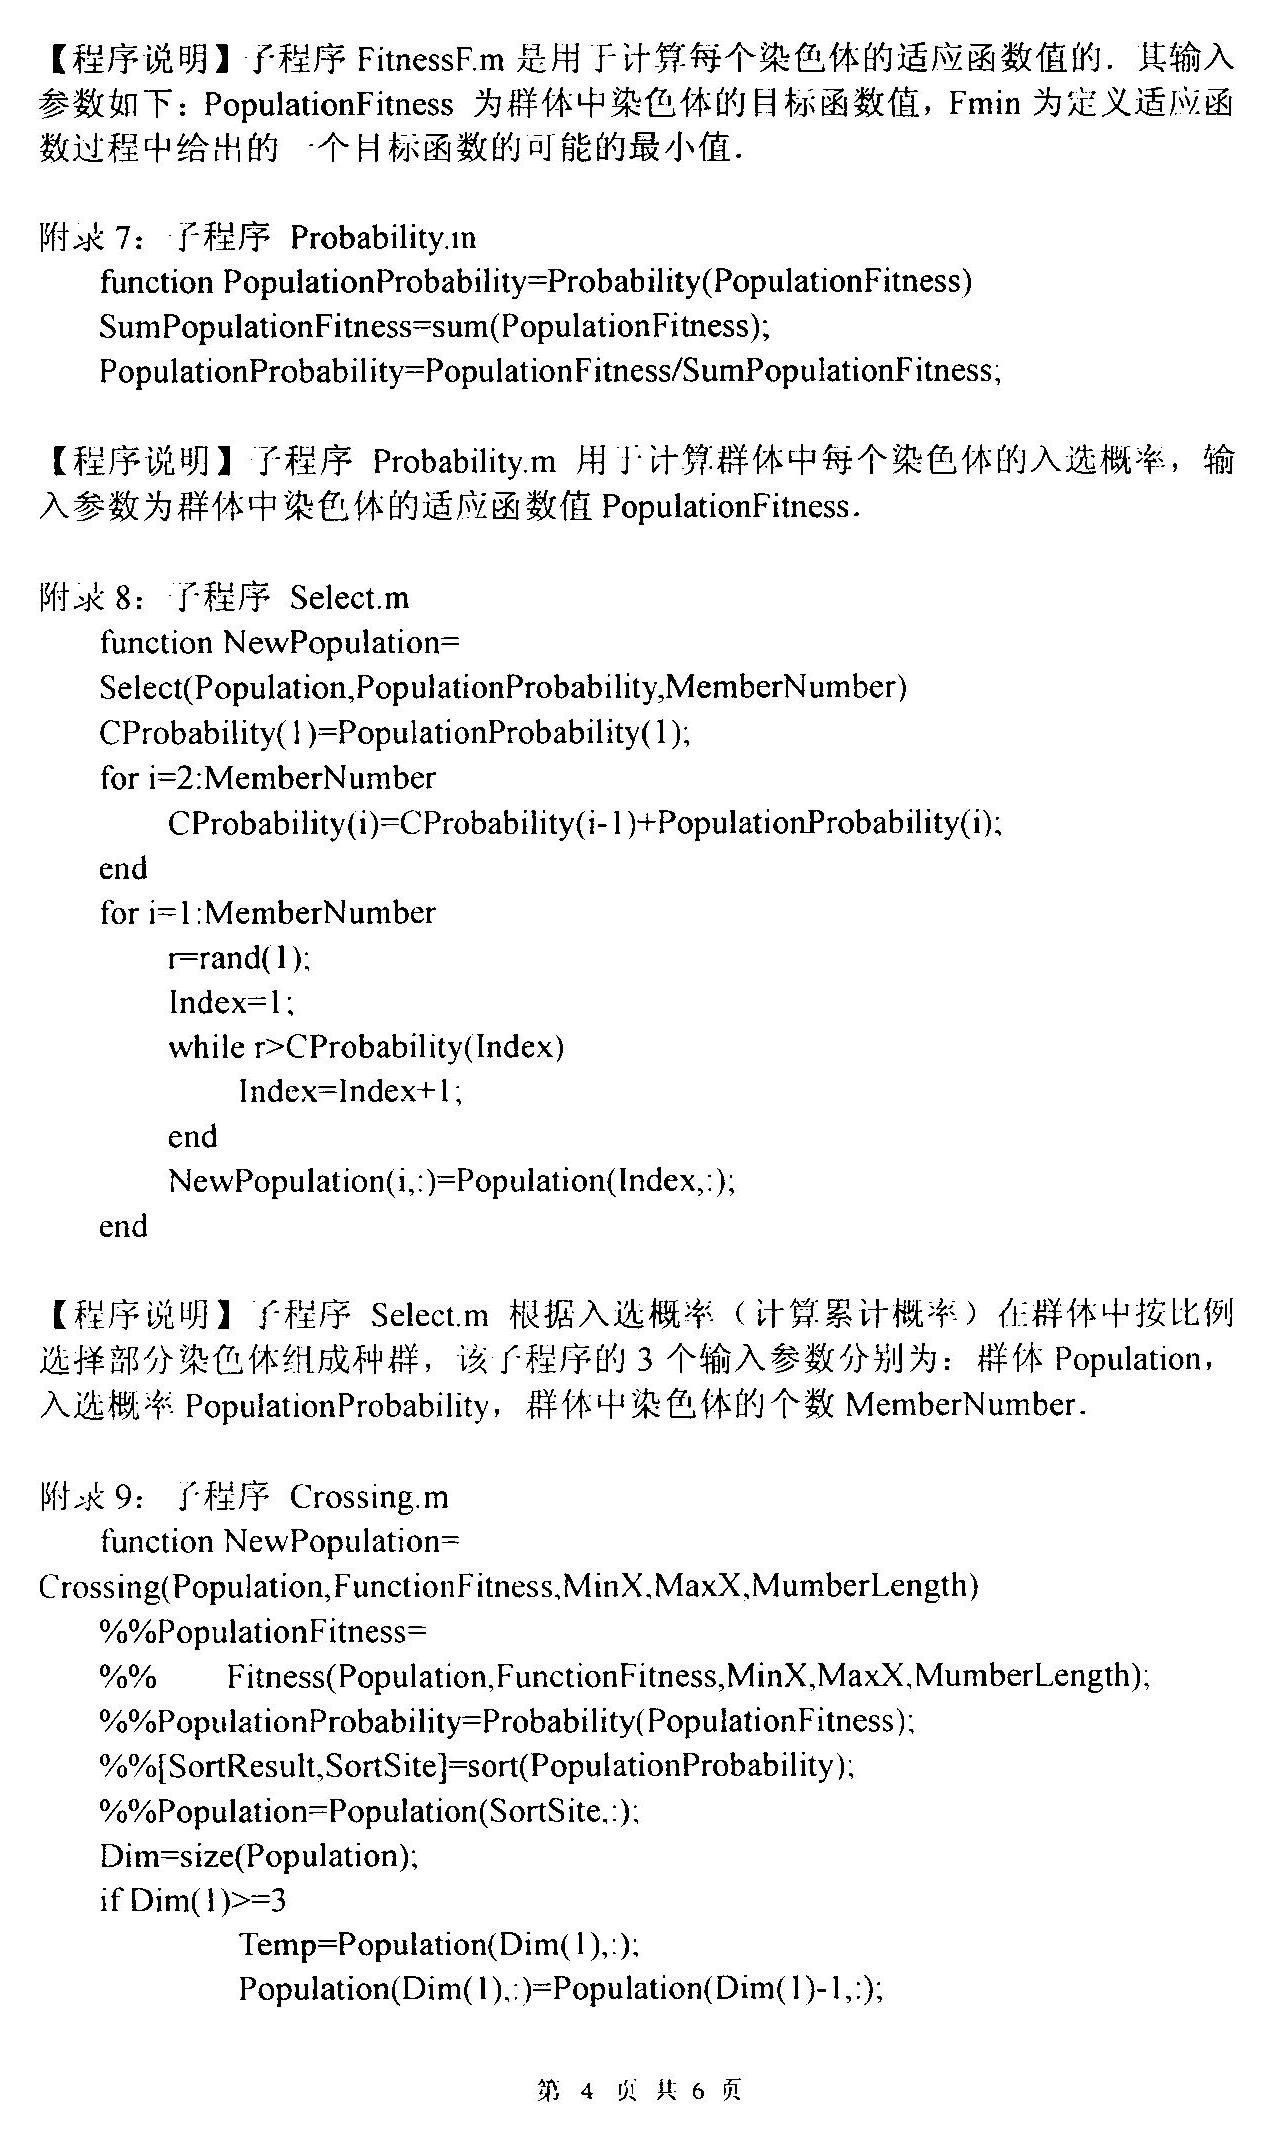 【程序说明】子程序 FitnessF.m 是用于计算每个染色体的适应函数值的．其输入
参数如下：PopulationFitness 为群体中染色体的目标函数值，Fmin 为定义适应函
数过程中给出的一个目标函数的可能的最小值．
附录 7：子程序 Probability.m
function PopulationProbability=Probability(PopulationFitness)
SumPopulationFitness=sum(PopulationFitness);
PopulationProbability=PopulationFitness/SumPopulationFitness;
【程序说明】子程序 Probability.m 用于计算群体中每个染色体的入选概率，输
入参数为群体中染色体的适应函数值 PopulationFitness．
附录 8：子程序 Select.m
function NewPopulation=
Select(Population,PopulationProbability,MemberNumber)
CProbability(1)=PopulationProbability(1);
for i=2:MemberNumber
CProbability(i)=CProbability(i-1)+PopulationProbability(i);
end
for i=1:MemberNumber
r=rand(1);
Index=1;
while r>CProbability(Index)
Index=Index+1;
end
NewPopulation(i,:)=Population(Index,:);
end
【程序说明】子程序 Select.m 根据入选概率（计算累计概率）在群体中按比例
选择部分染色体组成种群，该子程序的 3 个输入参数分别为：群体 Population，
入选概率 PopulationProbability，群体中染色体的个数 MemberNumber．
附录 9：子程序 Crossing.m
function NewPopulation=
Crossing(Population,FunctionFitness,MinX,MaxX,MumberLength)
%%PopulationFitness=
%% Fitness(Population,FunctionFitness,MinX,MaxX,MumberLength);
%%PopulationProbability=Probability(PopulationFitness);
%%[SortResult,SortSite]=sort(PopulationProbability);
%%Population=Population(SortSite,:);
Dim=size(Population);
if Dim(1)>=3
Temp=Population(Dim(1),:);
Population(Dim(1),:)=Population(Dim(1)-1,:);
第 4 页 共 6 页